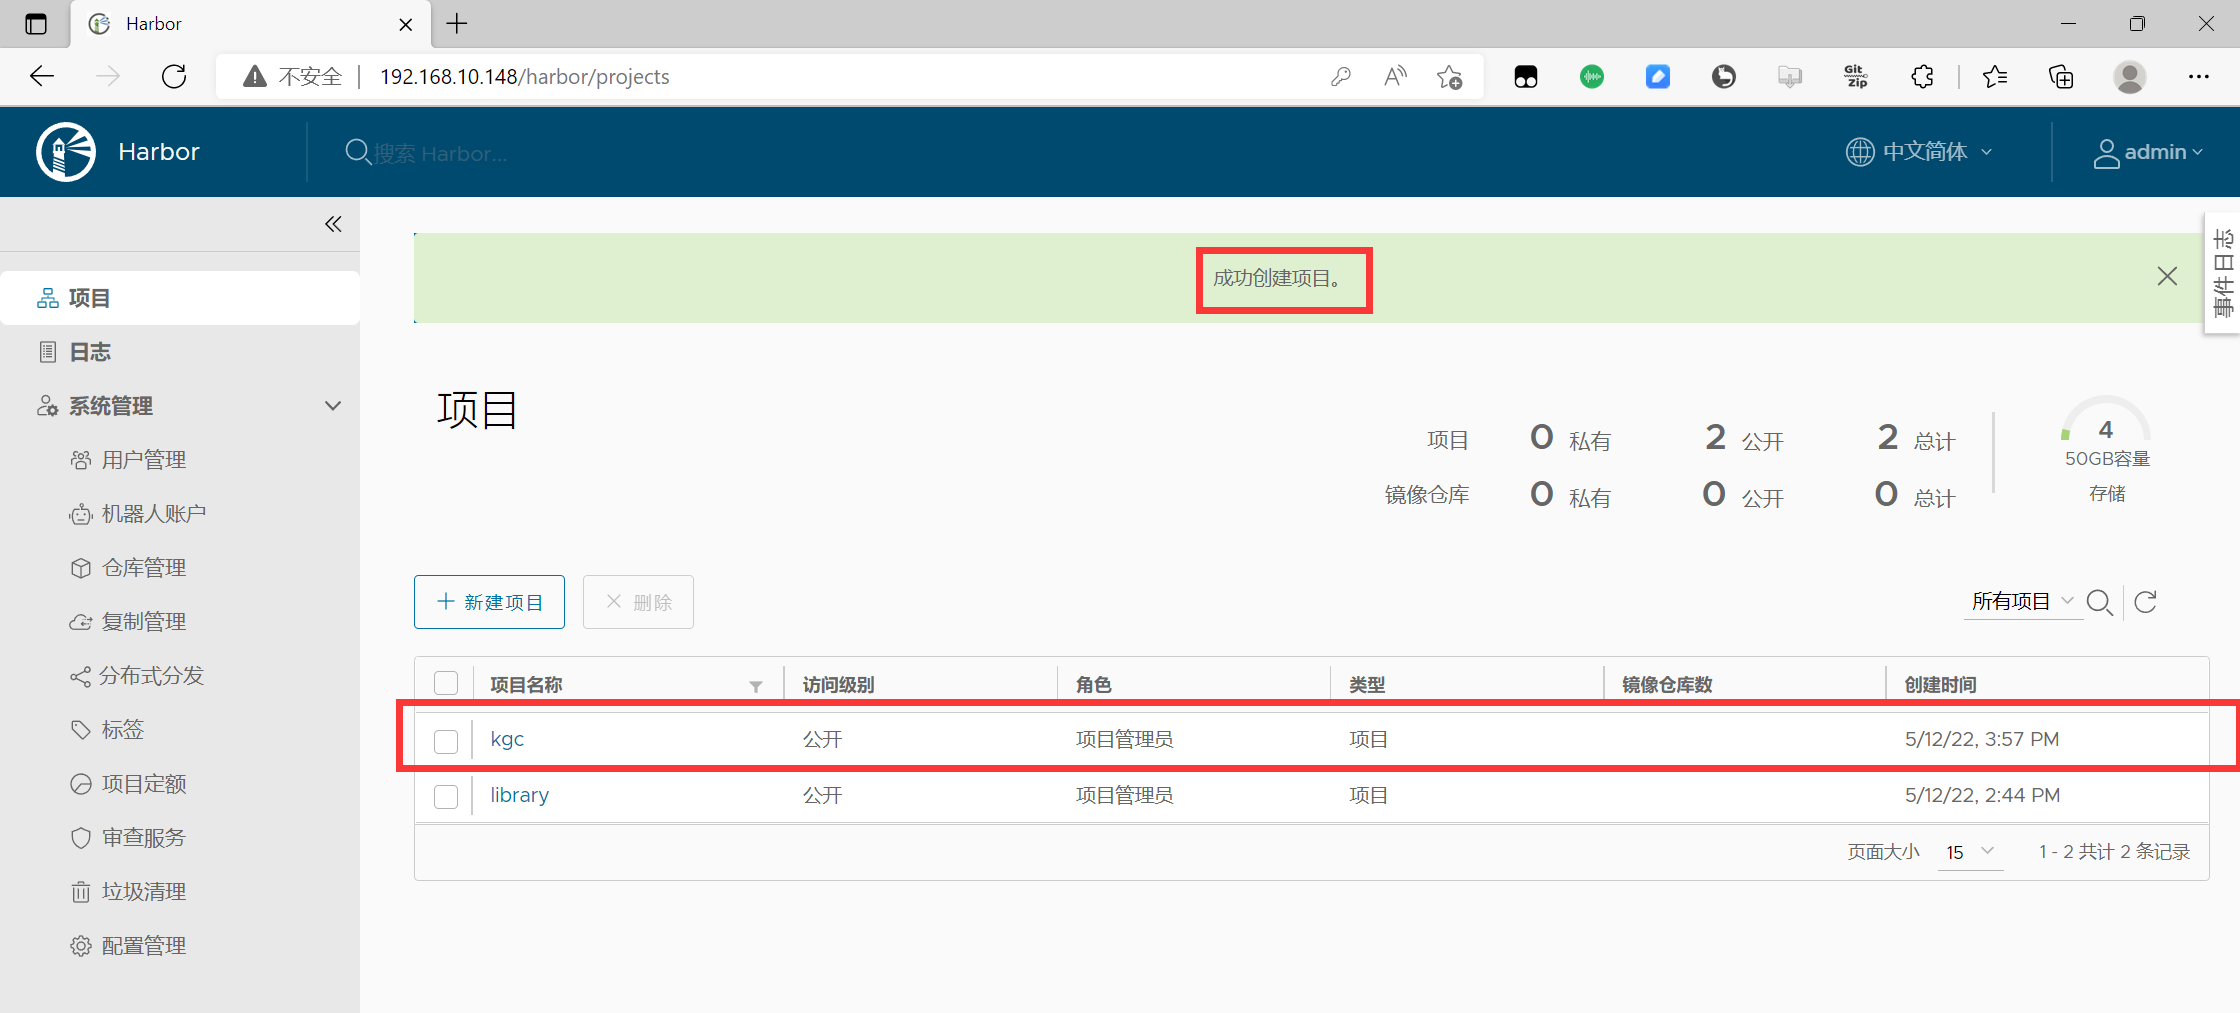 Harbor
不安全 192.168.10.148/harbor/projects
Git Zip
Harbor 搜索 Harbor... 中文简体 admin
成功创建项目。
事件日志
项目
日志
系统管理
用户管理
机器人账户
仓库管理
复制管理
分布式分发
标签
项目定额
审查服务
垃圾清理
配置管理
项目
项目 0 私有 2 公开 2 总计
镜像仓库 0 私有 0 公开 0 总计
4
50GB容量
存储
新建项目 删除 所有项目
项目名称 访问级别 角色 类型 镜像仓库数 创建时间
kgc 公开 项目管理员 项目 5/12/22, 3:57 PM
library 公开 项目管理员 项目 5/12/22, 2:44 PM
页面大小 15 1 - 2 共计 2 条记录